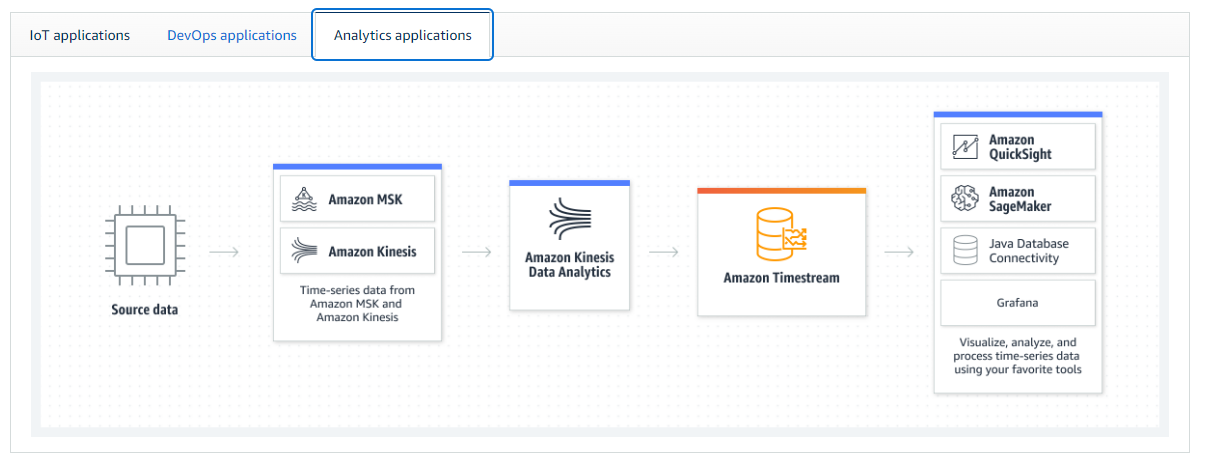 IoT applications
DevOps applications
Analytics applications
Source data
Amazon MSK
Amazon Kinesis
Time-series data from
Amazon MSK and
Amazon Kinesis
Amazon Kinesis
Data Analytics
Amazon Timestream
Amazon
QuickSight
Amazon
SageMaker
Java Database
Connectivity
Grafana
Visualize, analyze, and
process time-series data
using your favorite tools